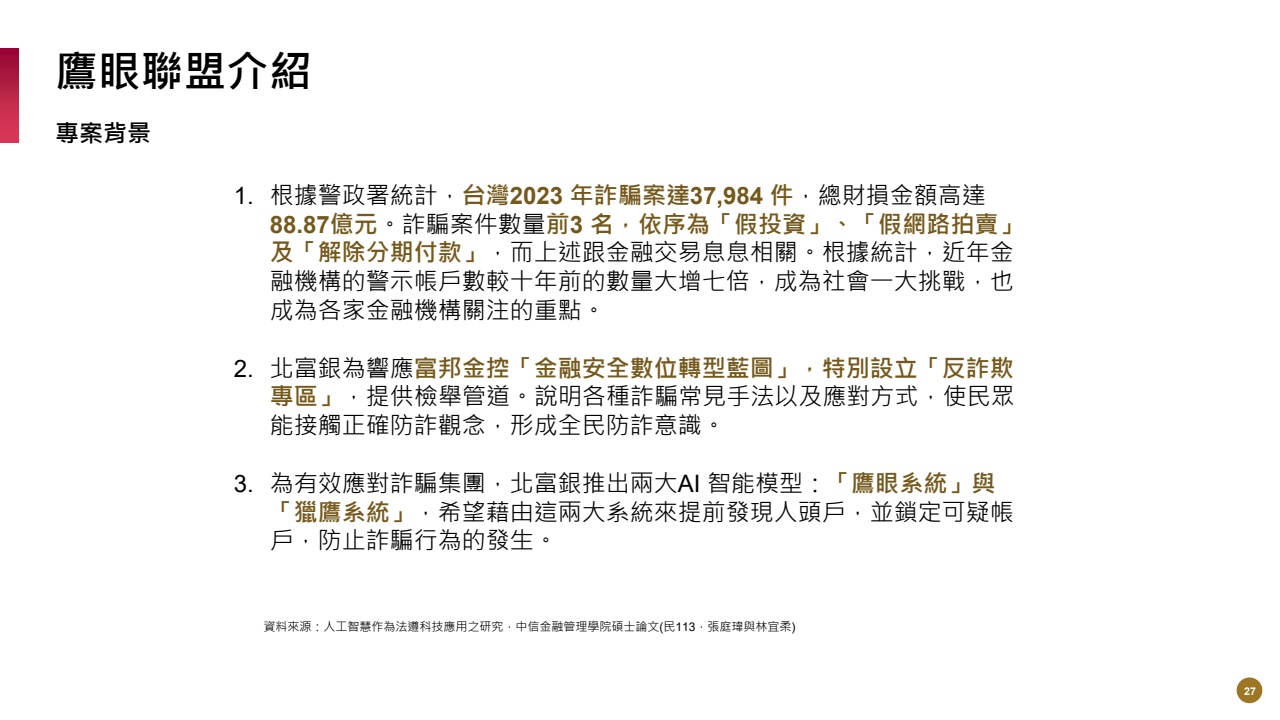 鷹眼聯盟介紹
專案背景
1. 根據警政署統計，台灣2023 年詐騙案達37,984 件，總財損金額高達
88.87億元。詐騙案件數量前3 名，依序為「假投資」、「假網路拍賣」
及「解除分期付款」，而上述跟金融交易息息相關。根據統計，近年金
融機構的警示帳戶數較十年前的數量大增七倍，成為社會一大挑戰，也
成為各家金融機構關注的重點。
2. 北富銀為響應富邦金控「金融安全數位轉型藍圖」，特別設立「反詐欺
專區」，提供檢舉管道。說明各種詐騙常見手法以及應對方式，使民眾
能接觸正確防詐觀念，形成全民防詐意識。
3. 為有效應對詐騙集團，北富銀推出兩大AI 智能模型：「鷹眼系統」與
「獵鷹系統」，希望藉由這兩大系統來提前發現人頭戶，並鎖定可疑帳
戶，防止詐騙行為的發生。
資料來源：人工智慧作為法遵科技應用之研究，中信金融管理學院碩士論文(民113，張庭瑋與林宜柔)
27